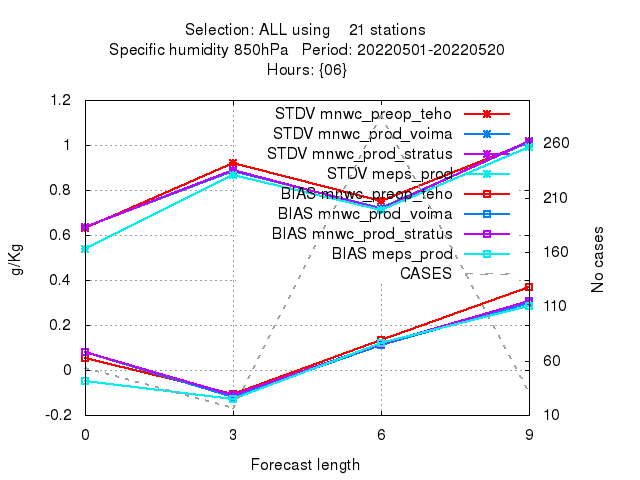 Selection: ALL using    21 stations
Specific humidity 850hPa   Period: 20220501-20220520
Hours: {06}
1.2
1
0.8
0.6
0.4
0.2
0
-0.2
g/Kg
STDV mnwc_preop_teho
STDV mnwc_prod_voima
STDV mnwc_prod_stratus
STDV meps_prod
BIAS mnwc_preop_teho
BIAS mnwc_prod_voima
BIAS mnwc_prod_stratus
BIAS meps_prod
CASES
260
210
160
110
60
10
No cases
0 3 6 9
Forecast length